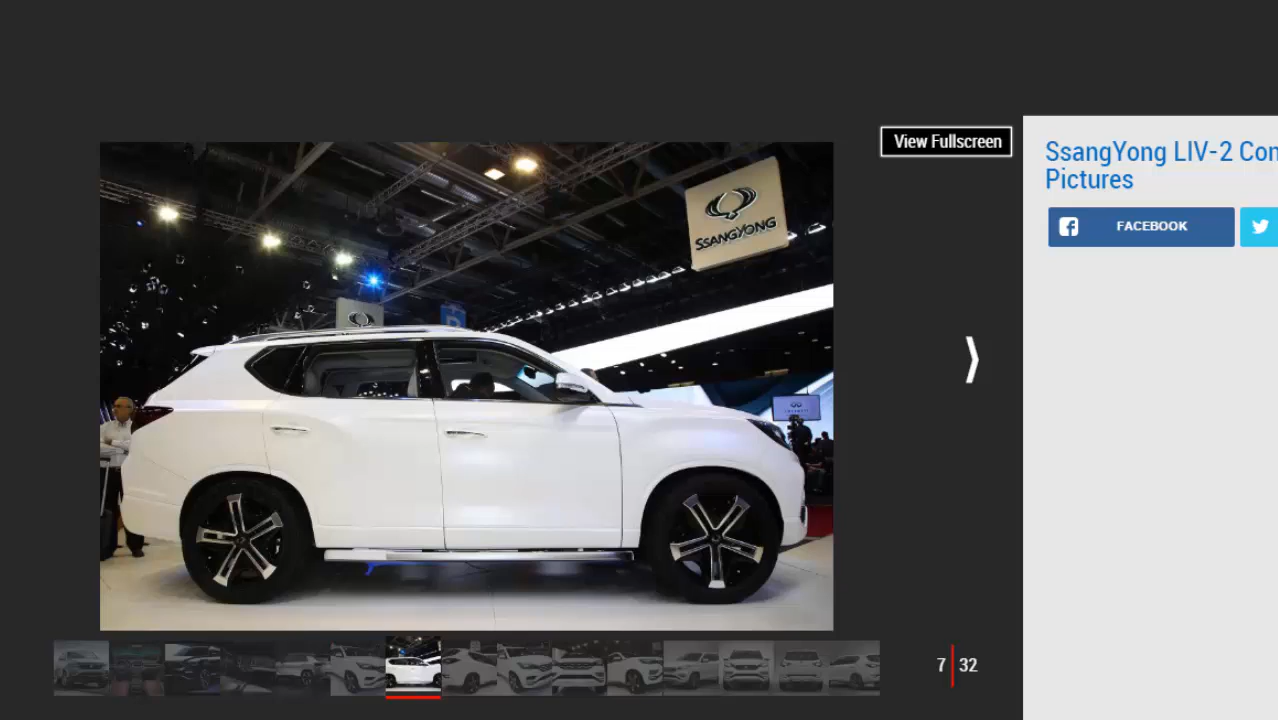 View Fullscreen
SsangYong LIV-2 Con
Pictures
FACEBOOK
SSANGYONG
7 32